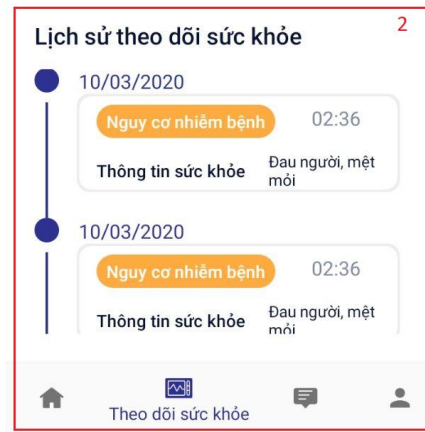 Lịch sử theo dõi sức khỏe
2
10/03/2020
Nguy cơ nhiễm bệnh
02:36
Thông tin sức khỏe
Đau người, mệt
mỏi
10/03/2020
Nguy cơ nhiễm bệnh
02:36
Thông tin sức khỏe
Đau người, mệt
mỏi
Theo dõi sức khỏe